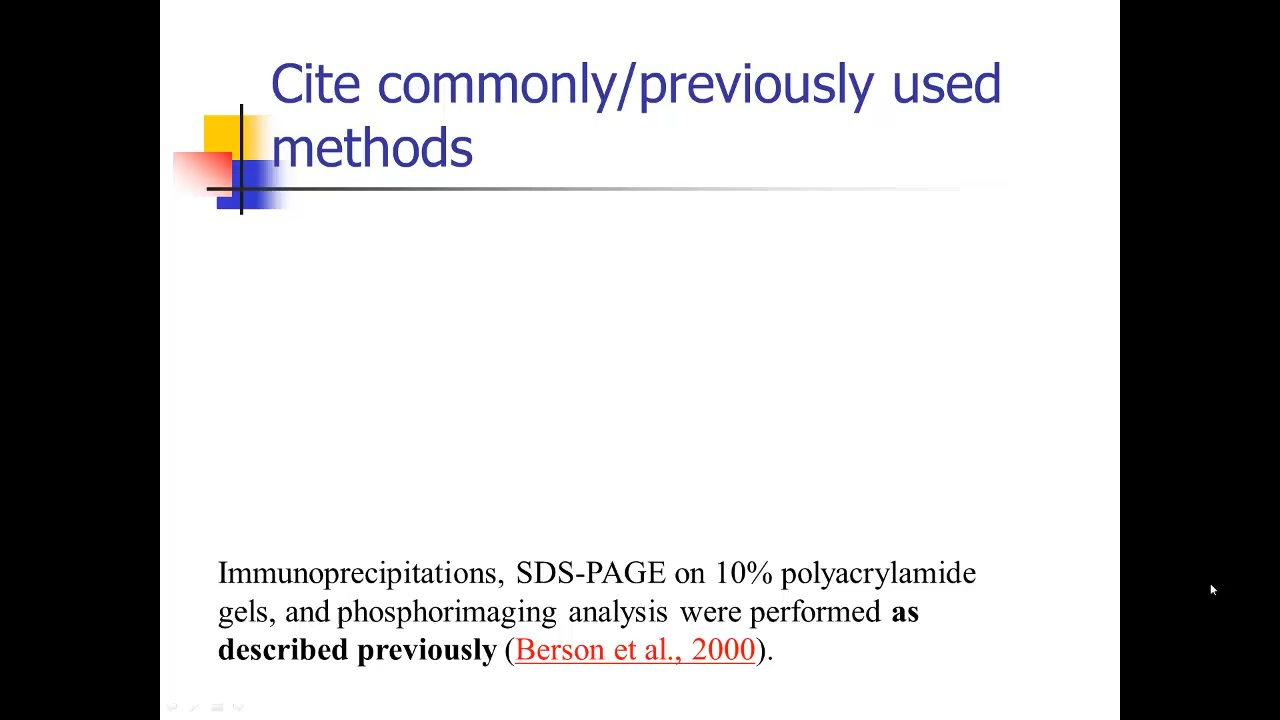 Cite commonly/previously used
methods
Immunoprecipitations, SDS-PAGE on 10% polyacrylamide
gels, and phosphorimaging analysis were performed as
described previously (Berson et al., 2000).